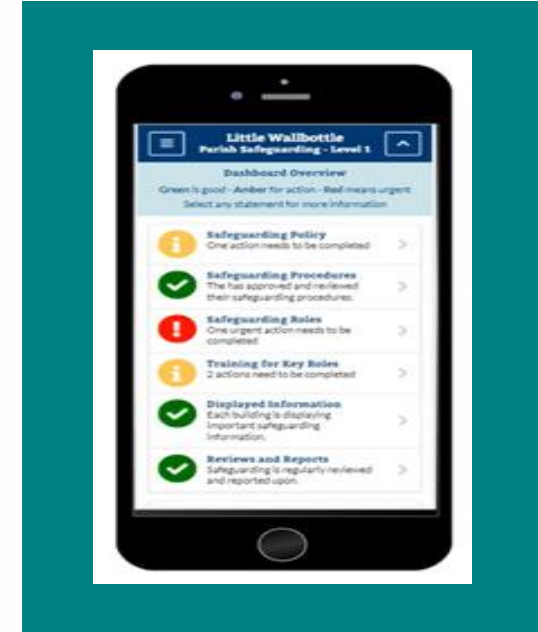 Little Wallbottle
Parish Safeguarding - Level 1
Dashboard Overview
Green is good - Amber for action - Red means urgent
Select any statement for more information
Safeguarding Policy
One action needs to be completed
Safeguarding Procedures
The has approved and reviewed
their safeguarding procedures.
Safeguarding Roles
One urgent action needs to be
completed
Training for Key Roles
2 actions need to be completed
Displayed Information
Each building is displaying
important safeguarding
information.
Reviews and Reports
Safeguarding is regularly reviewed
and reported upon.